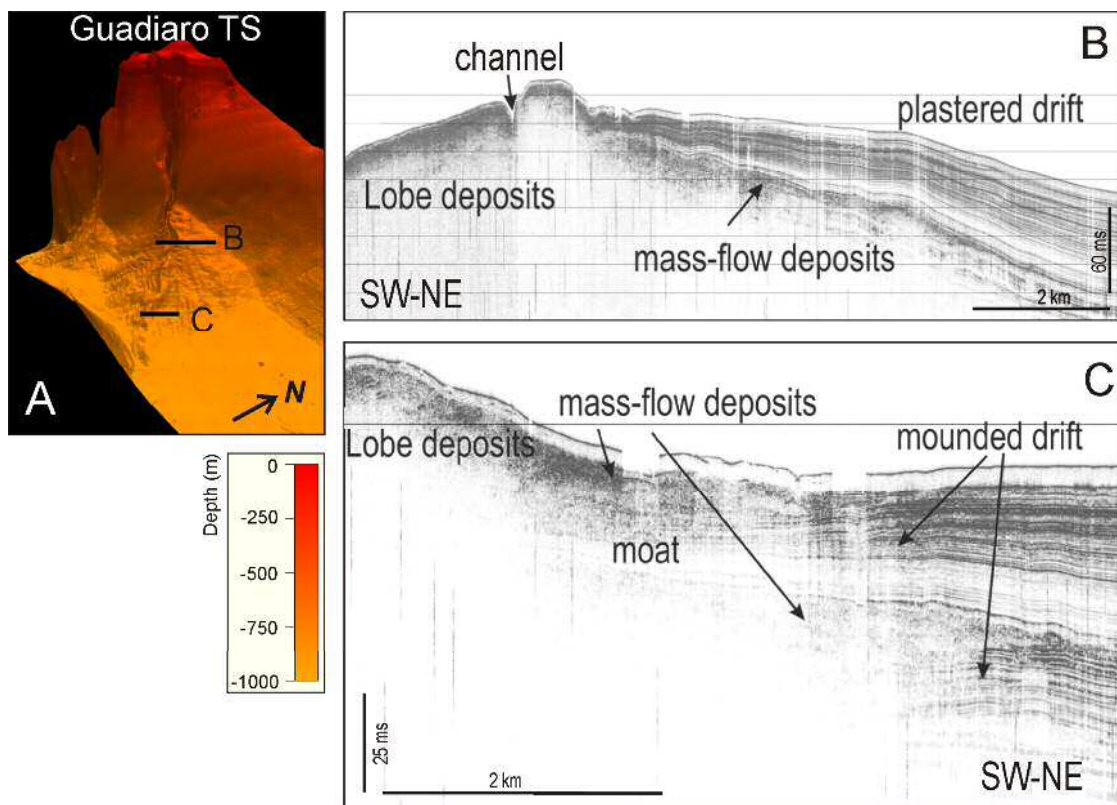 Guadiaro TS
B
C
A
N
Depth (m)
0
-250
-500
-750
-1000
B
channel
plastered drift
Lobe deposits
mass-flow deposits
60 ms
SW-NE
2 km
C
mass-flow deposits
mounded drift
Lobe deposits
moat
25 ms
2 km
SW-NE